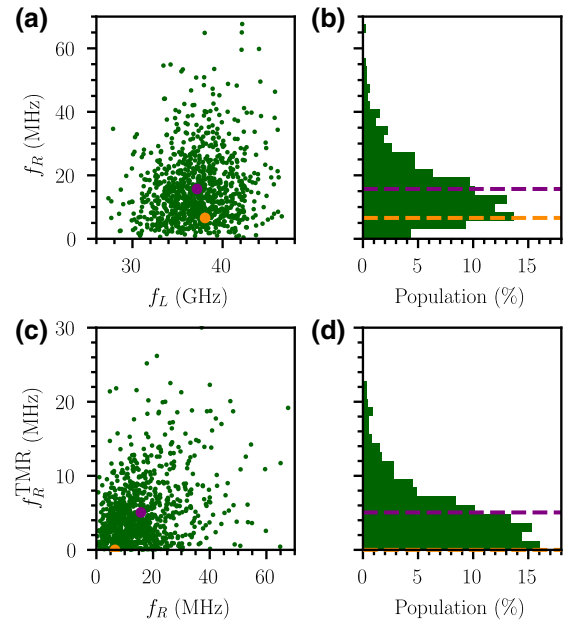 (a)
(b)
60
40
20
0
f_R (MHz)
30
40
f_L (GHz)
0
5
10
15
Population (%)
(c)
(d)
30
20
10
0
f_R^TMR (MHz)
0
20
40
60
f_R (MHz)
0
5
10
15
Population (%)